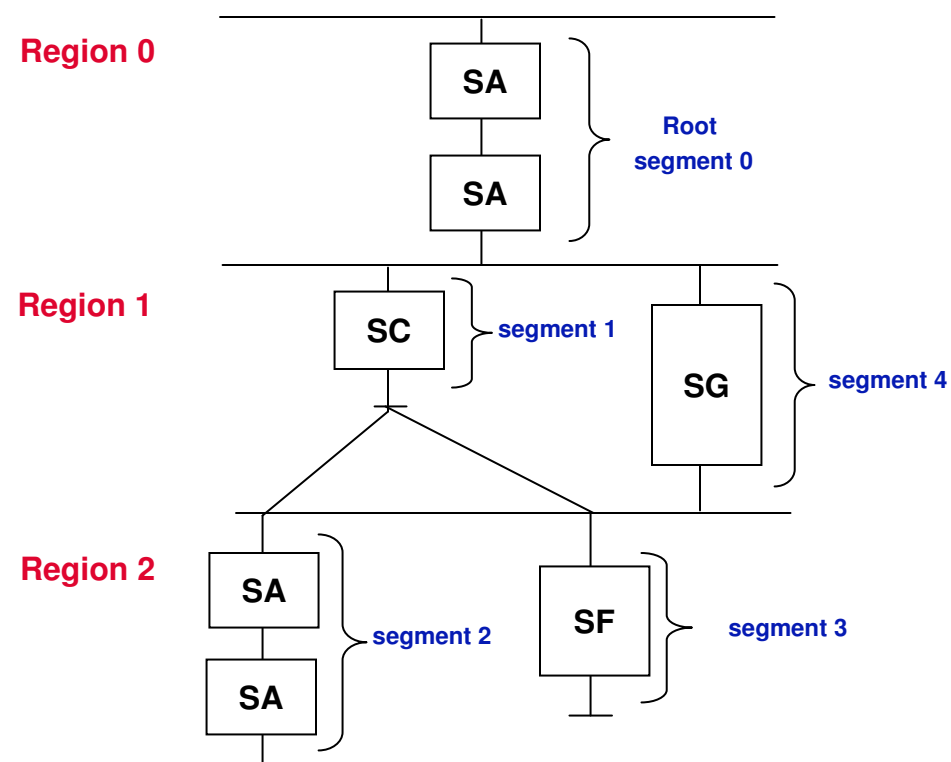 Region 0
SA
Root
segment 0
SA
Region 1
SC
segment 1
SG
segment 4
Region 2
SA
segment 2
SA
SF
segment 3